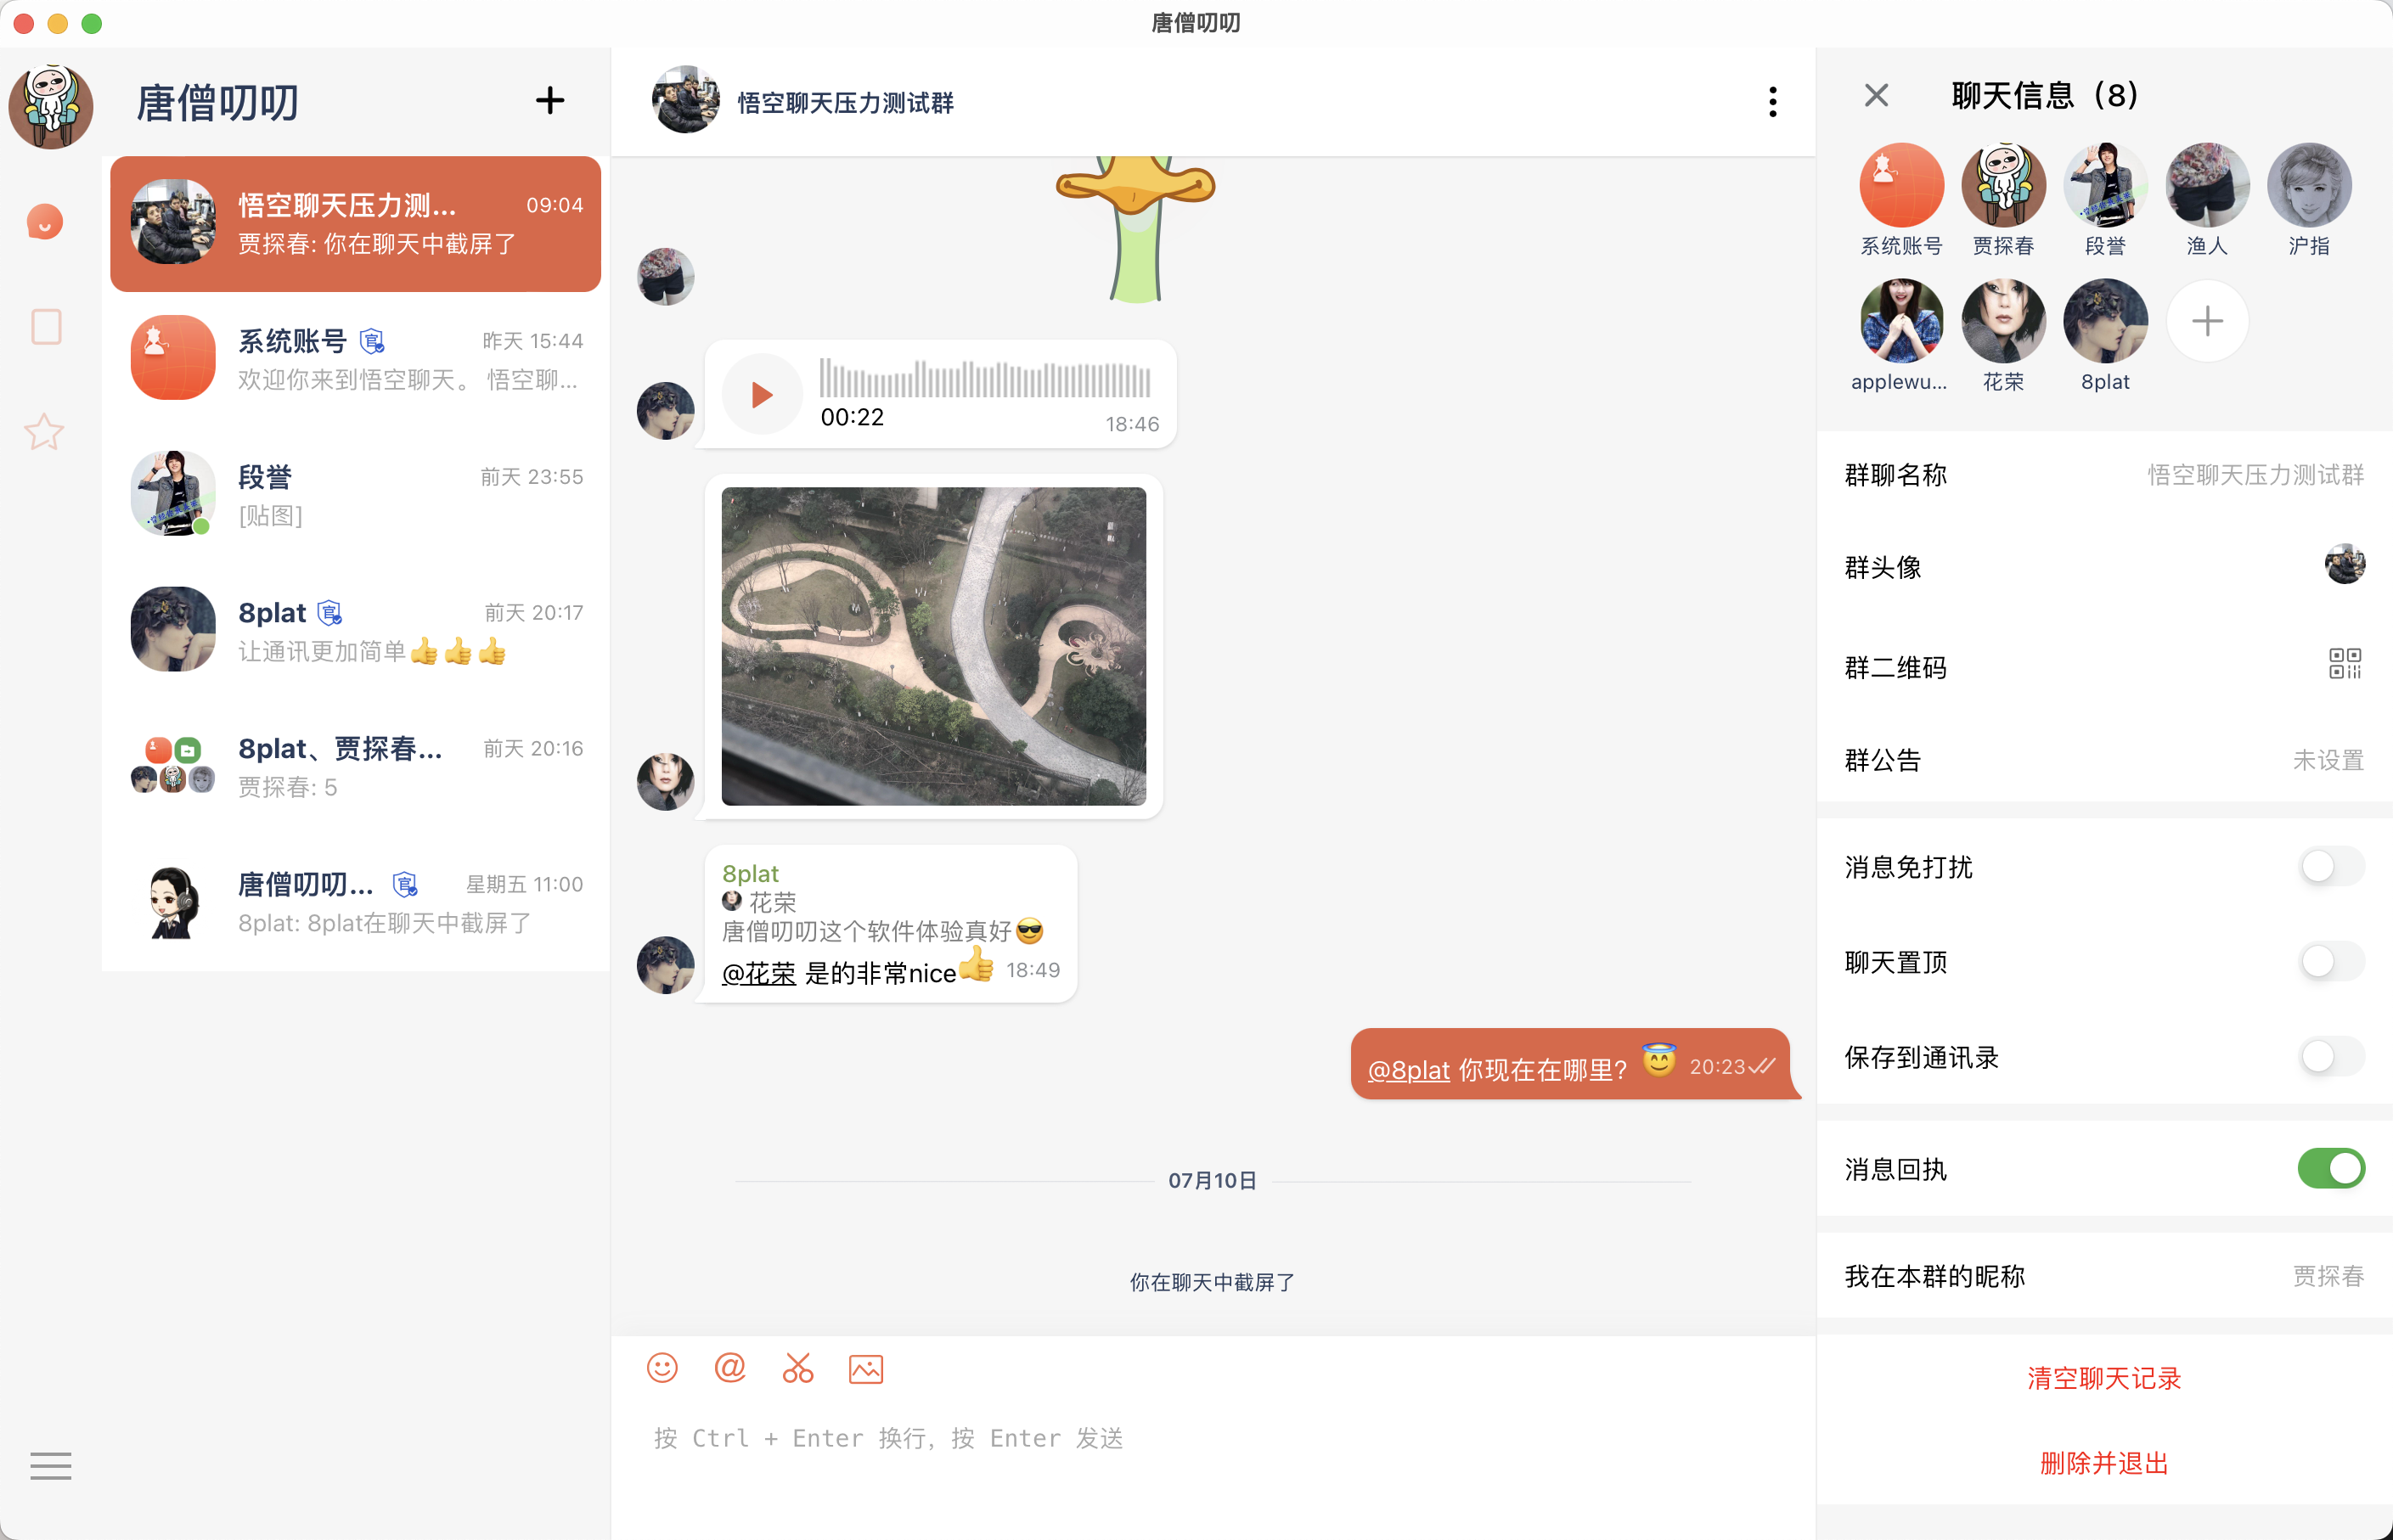 唐僧叨叨
唐僧叨叨
悟空聊天压力测...
09:04
贾探春: 你在聊天中截屏了
系统账号
官
昨天 15:44
欢迎你来到悟空聊天。 悟空聊...
段誉
前天 23:55
[贴图]
8plat
官
前天 20:17
让通讯更加简单👍👍👍
8plat、贾探春...
前天 20:16
贾探春: 5
唐僧叨叨...
官
星期五 11:00
8plat: 8plat在聊天中截屏了
悟空聊天压力测试群
00:22
18:46
8plat
花荣
唐僧叨叨这个软件体验真好😎
@花荣 是的非常nice👍 18:49
@8plat 你现在在哪里? 😇 20:23
07月10日
你在聊天中截屏了
按 Ctrl + Enter 换行, 按 Enter 发送
聊天信息（8）
系统账号
贾探春
段誉
渔人
沪指
applewu...
花荣
8plat
群聊名称
悟空聊天压力测试群
群头像
群二维码
群公告
未设置
消息免打扰
聊天置顶
保存到通讯录
消息回执
我在本群的昵称
贾探春
清空聊天记录
删除并退出